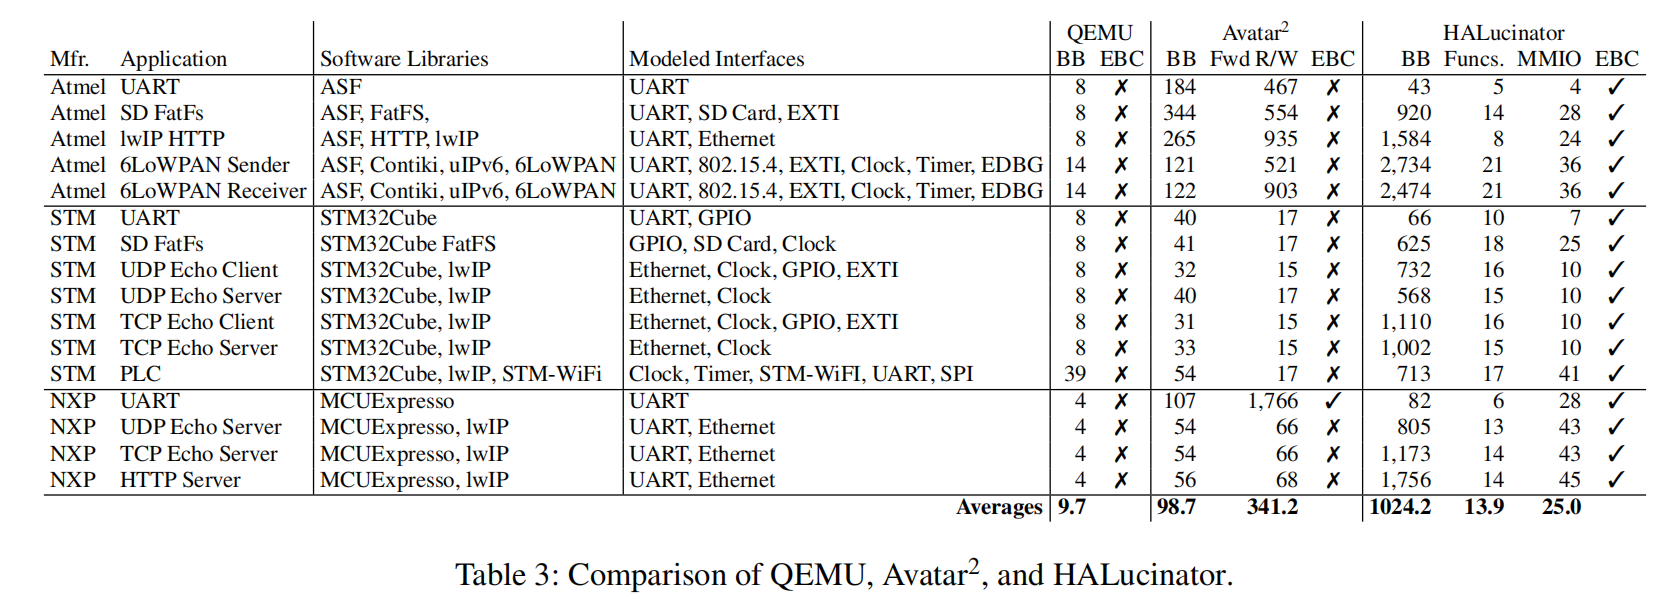 QEMU Avatar² HALucinator
Mfr. Application Software Libraries Modeled Interfaces BB EBC BB Fwd R/W EBC BB Funcs. MMIO EBC
Atmel UART ASF UART 8 ✗ 184 467 ✗ 43 5 4 ✓
Atmel SD FatFs ASF, FatFS, UART, SD Card, EXTI 8 ✗ 344 554 ✗ 920 14 28 ✓
Atmel lwIP HTTP ASF, HTTP, lwIP UART, Ethernet 8 ✗ 265 935 ✗ 1,584 8 24 ✓
Atmel 6LoWPAN Sender ASF, Contiki, uIPv6, 6LoWPAN UART, 802.15.4, EXTI, Clock, Timer, EDBG 14 ✗ 121 521 ✗ 2,734 21 36 ✓
Atmel 6LoWPAN Receiver ASF, Contiki, uIPv6, 6LoWPAN UART, 802.15.4, EXTI, Clock, Timer, EDBG 14 ✗ 122 903 ✗ 2,474 21 36 ✓
STM UART STM32Cube UART, GPIO 8 ✗ 40 17 ✗ 66 10 7 ✓
STM SD FatFs STM32Cube FatFS GPIO, SD Card, Clock 8 ✗ 41 17 ✗ 625 18 25 ✓
STM UDP Echo Client STM32Cube, lwIP Ethernet, Clock, GPIO, EXTI 8 ✗ 32 15 ✗ 732 16 10 ✓
STM UDP Echo Server STM32Cube, lwIP Ethernet, Clock 8 ✗ 40 17 ✗ 568 15 10 ✓
STM TCP Echo Client STM32Cube, lwIP Ethernet, Clock, GPIO, EXTI 8 ✗ 31 15 ✗ 1,110 16 10 ✓
STM TCP Echo Server STM32Cube, lwIP Ethernet, Clock 8 ✗ 33 15 ✗ 1,002 15 10 ✓
STM PLC STM32Cube, lwIP, STM-WiFi Clock, Timer, STM-WiFI, UART, SPI 39 ✗ 54 17 ✗ 713 17 41 ✓
NXP UART MCUExpresso UART 4 ✗ 107 1,766 ✓ 82 6 28 ✓
NXP UDP Echo Server MCUExpresso, lwIP UART, Ethernet 4 ✗ 54 66 ✗ 805 13 43 ✓
NXP TCP Echo Server MCUExpresso, lwIP UART, Ethernet 4 ✗ 54 66 ✗ 1,173 14 43 ✓
NXP HTTP Server MCUExpresso, lwIP UART, Ethernet 4 ✗ 56 68 ✗ 1,756 14 45 ✓
Averages 9.7 98.7 341.2 1024.2 13.9 25.0
Table 3: Comparison of QEMU, Avatar², and HALucinator.